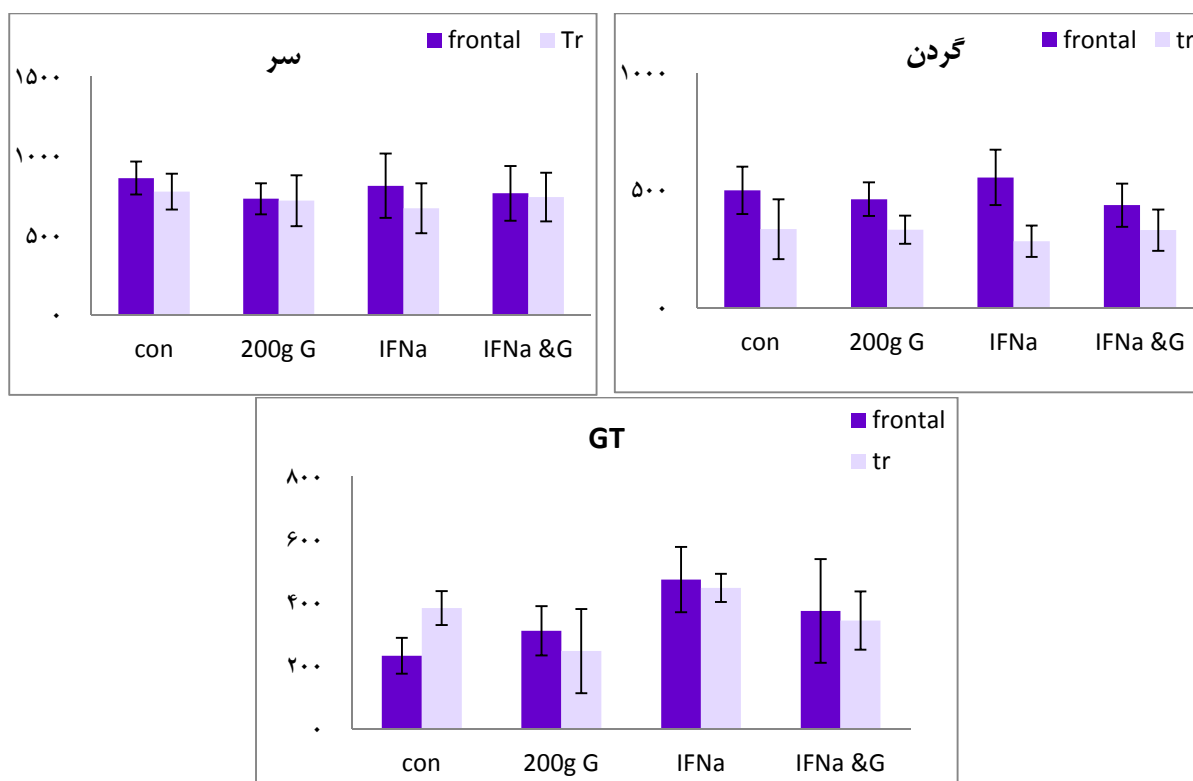 سر
frontal Tr
۱۵۰۰
۱۰۰۰
۵۰۰
۰
con 200g G IFNa IFNa &G
گردن
frontal tr
۱۰۰۰
۵۰۰
۰
con 200g G IFNa IFNa &G
GT
frontal
tr
۸۰۰
۶۰۰
۴۰۰
۲۰۰
۰
con 200g G IFNa IFNa &G